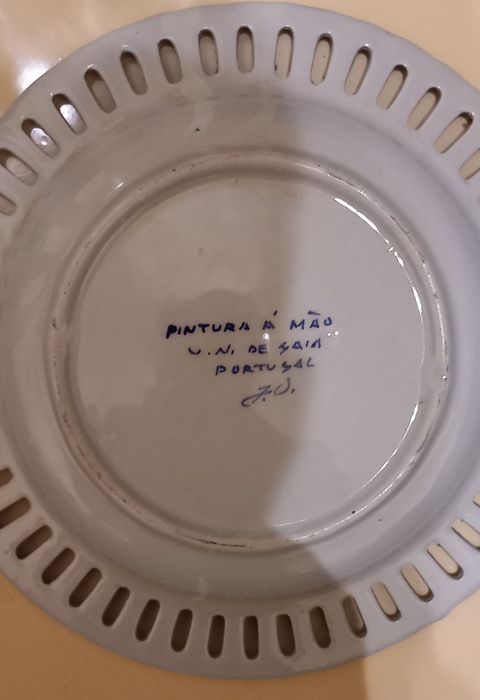 PINTURA Á MÃO
V.N. DE GAIA
PORTUGAL
J.O.